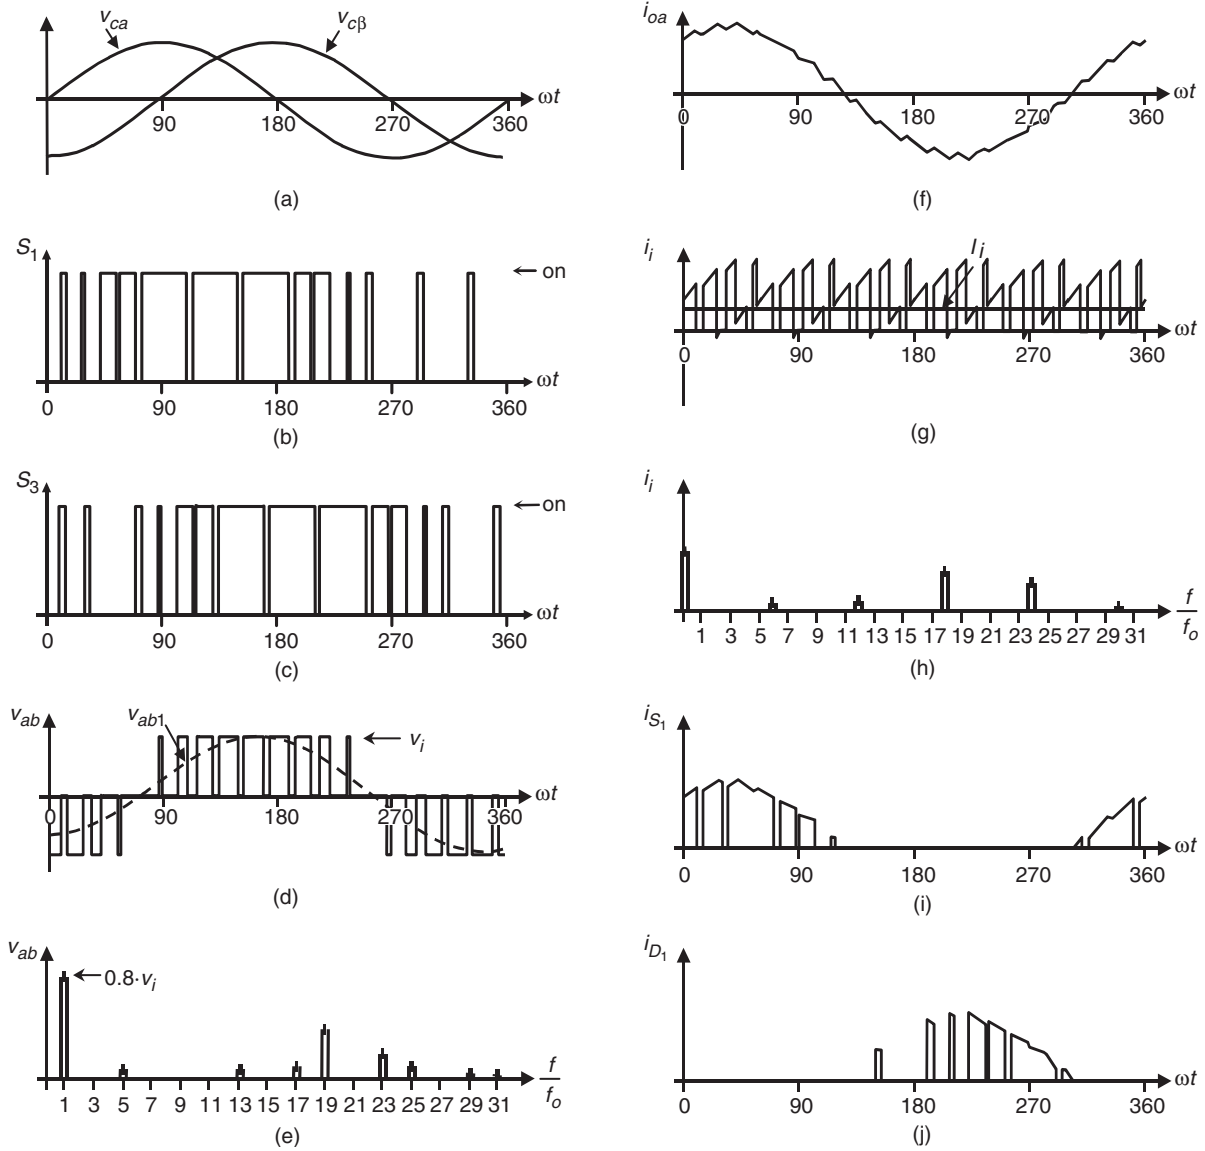 v_ca v_cβ
ωt
90 180 270 360
(a)
S_1
on
ωt
0 90 180 270 360
(b)
S_3
on
ωt
0 90 180 270 360
(c)
v_ab v_ab1
v_i
ωt
0 90 180 270 360
(d)
v_ab
0.8·v_i
1 3 5 7 9 11 13 15 17 19 21 23 25 27 29 31
f/f_o
(e)
i_oa
ωt
0 90 180 270 360
(f)
i_i I_i
ωt
0 90 180 270 360
(g)
i_i
1 3 5 7 9 11 13 15 17 19 21 23 25 27 29 31
f/f_o
(h)
i_S1
ωt
0 90 180 270 360
(i)
i_D1
ωt
0 90 180 270 360
(j)